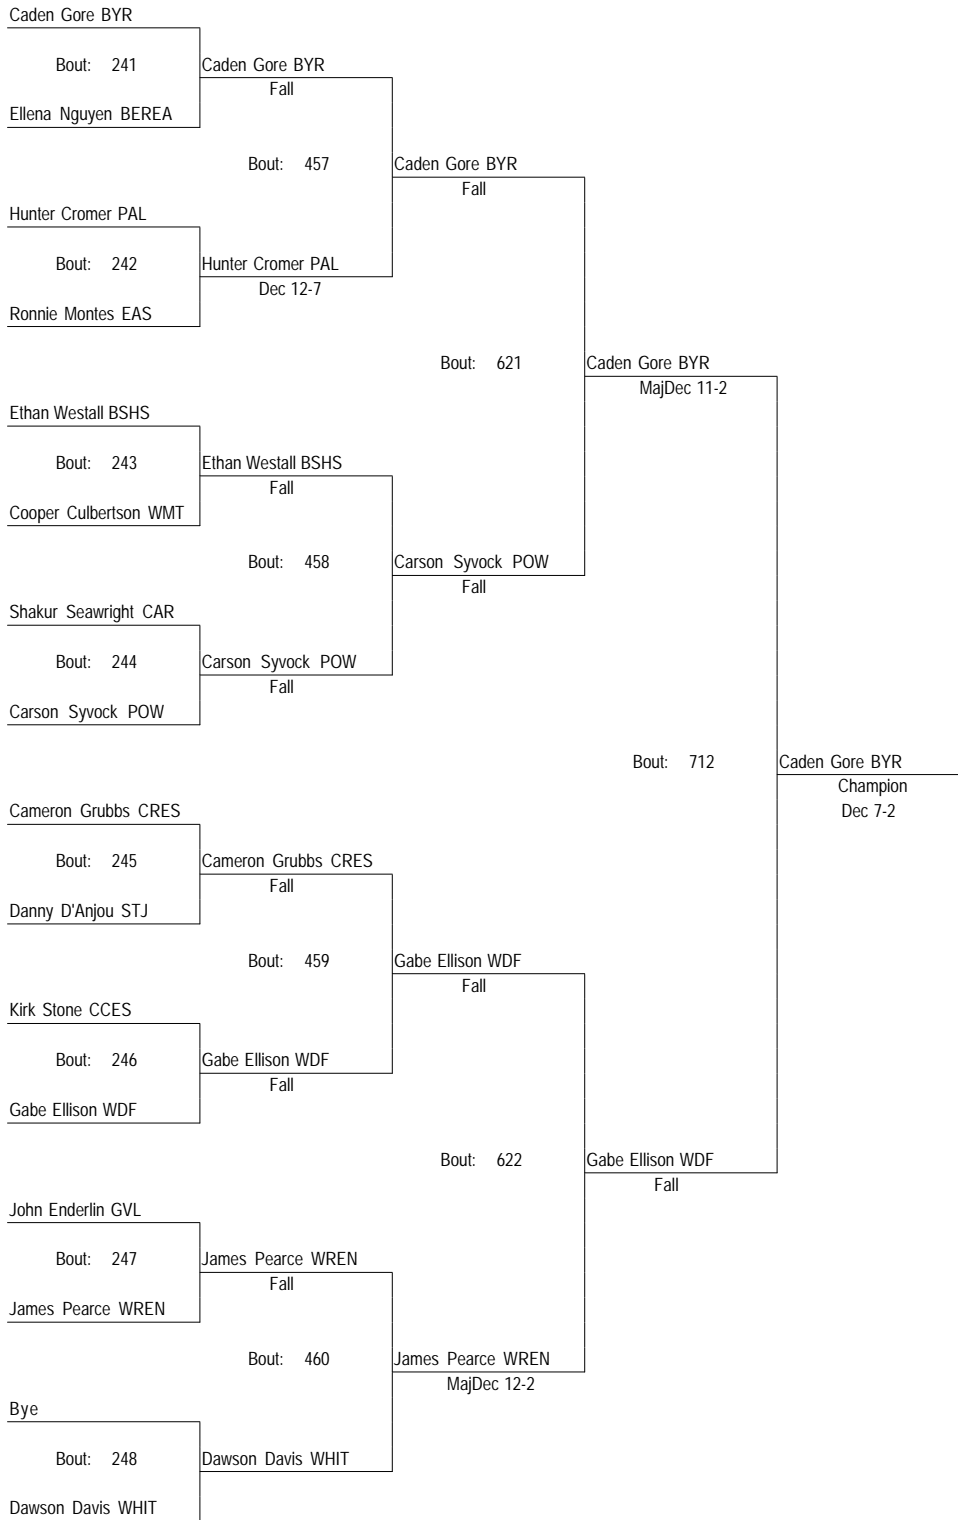 Caden Gore BYR
Bout: 241
Caden Gore BYR
Fall
Ellena Nguyen BEREA
Bout: 457
Caden Gore BYR
Fall
Hunter Cromer PAL
Bout: 242
Hunter Cromer PAL
Dec 12-7
Ronnie Montes EAS
Bout: 621
Caden Gore BYR
MajDec 11-2
Ethan Westall BSHS
Bout: 243
Ethan Westall BSHS
Fall
Cooper Culbertson WMT
Bout: 458
Carson Syvock POW
Fall
Shakur Seawright CAR
Bout: 244
Carson Syvock POW
Fall
Carson Syvock POW
Bout: 712
Caden Gore BYR
Champion
Dec 7-2
Cameron Grubbs CRES
Bout: 245
Cameron Grubbs CRES
Fall
Danny D'Anjou STJ
Bout: 459
Gabe Ellison WDF
Fall
Kirk Stone CCES
Bout: 246
Gabe Ellison WDF
Fall
Gabe Ellison WDF
Bout: 622
Gabe Ellison WDF
Fall
John Enderlin GVL
Bout: 247
James Pearce WREN
Fall
James Pearce WREN
Bout: 460
James Pearce WREN
MajDec 12-2
Bye
Bout: 248
Dawson Davis WHIT
Dawson Davis WHIT